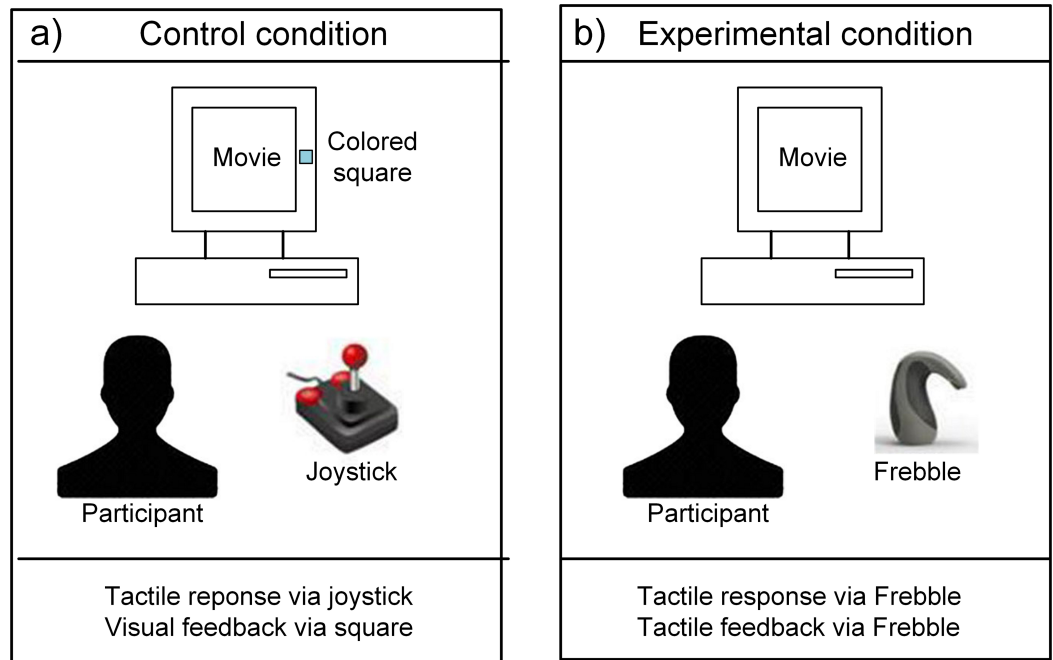 a) Control condition
Movie
Colored
square
Joystick
Participant
Tactile reponse via joystick
Visual feedback via square
b) Experimental condition
Movie
Frebble
Participant
Tactile response via Frebble
Tactile feedback via Frebble